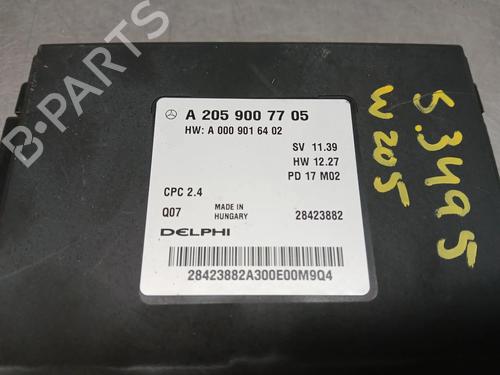 B-PARTS
A 205 900 77 05
HW: A 000 901 64 02
SV 11.39
HW 12.27
PD 17 M02
CPC 2.4
Q07
MADE IN
HUNGARY
28423882
DELPHI
28423882A300E00M9Q4
S.3495
W205